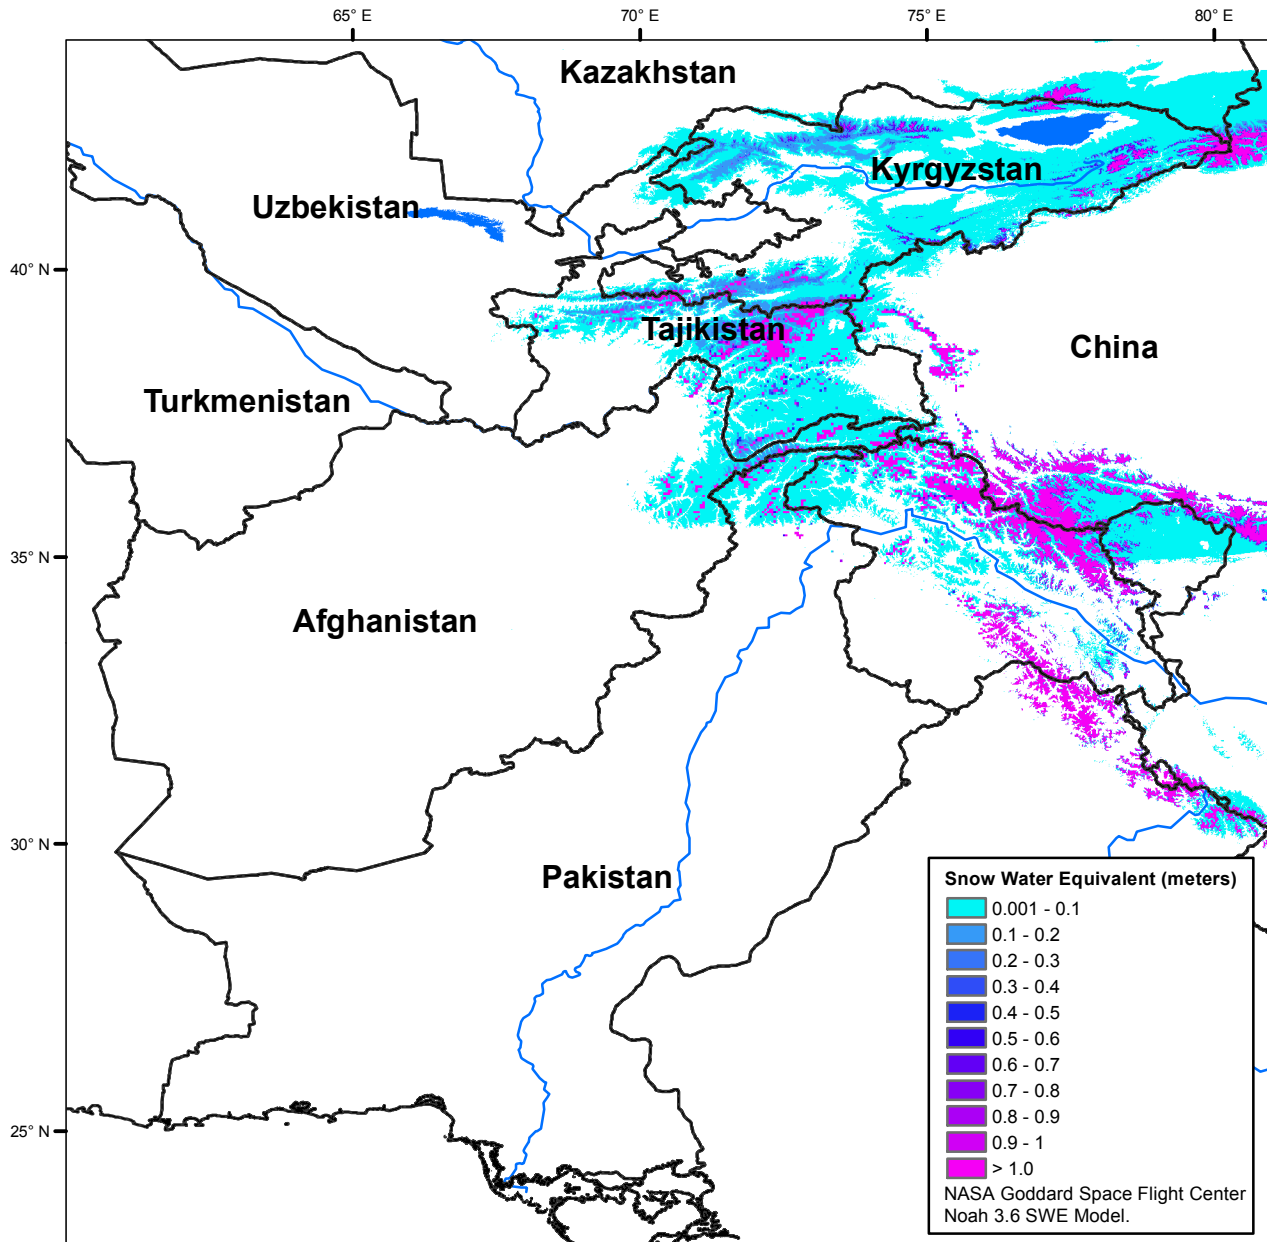 65° E
70° E
75° E
80° E
Kazakhstan
Kyrgyzstan
Uzbekistan
40° N
Tajikistan
China
Turkmenistan
35° N
Afghanistan
30° N
Pakistan
25° N
Snow Water Equivalent (meters)
0.001 - 0.1
0.1 - 0.2
0.2 - 0.3
0.3 - 0.4
0.4 - 0.5
0.5 - 0.6
0.6 - 0.7
0.7 - 0.8
0.8 - 0.9
0.9 - 1
> 1.0
NASA Goddard Space Flight Center
Noah 3.6 SWE Model.